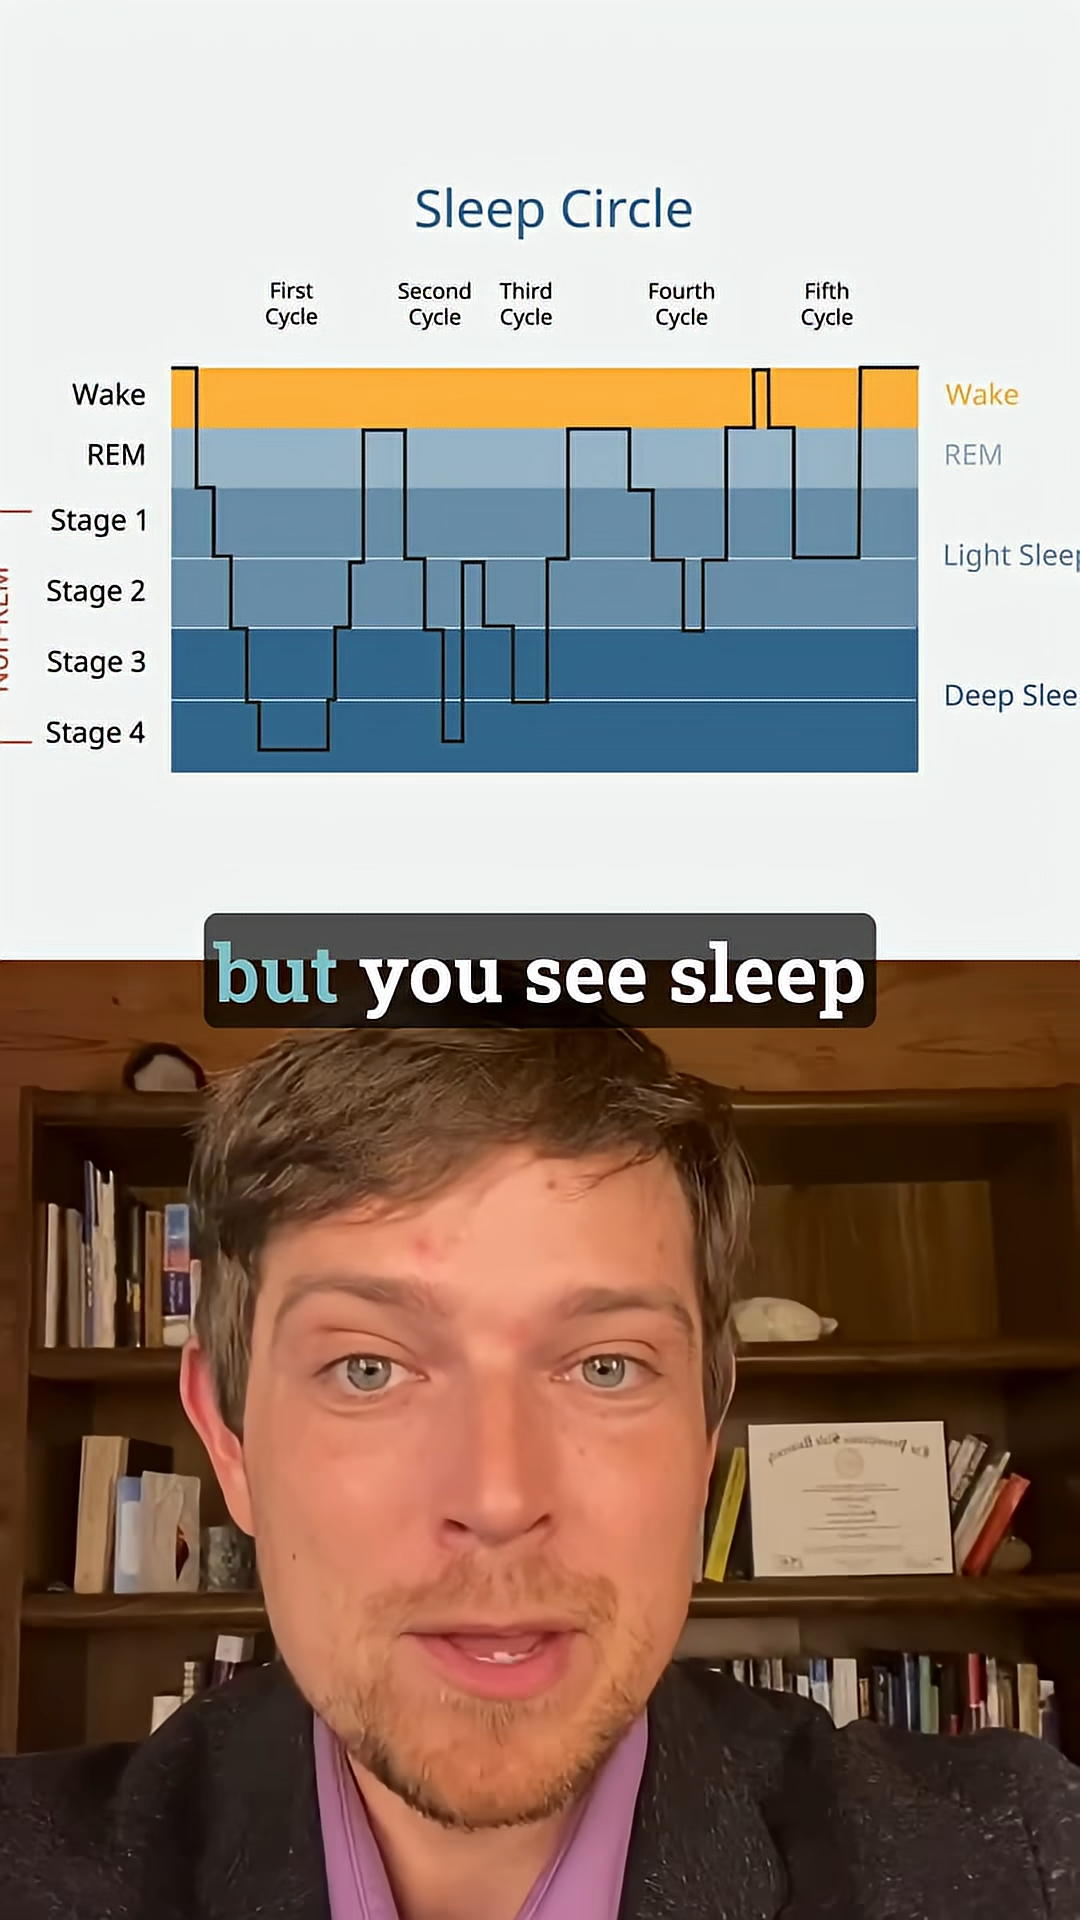 Sleep Circle
First
Cycle
Second
Cycle
Third
Cycle
Fourth
Cycle
Fifth
Cycle
Wake
REM
Stage 1
Stage 2
Stage 3
Stage 4
Wake
REM
Light Sleep
Deep Slee
but you see sleep